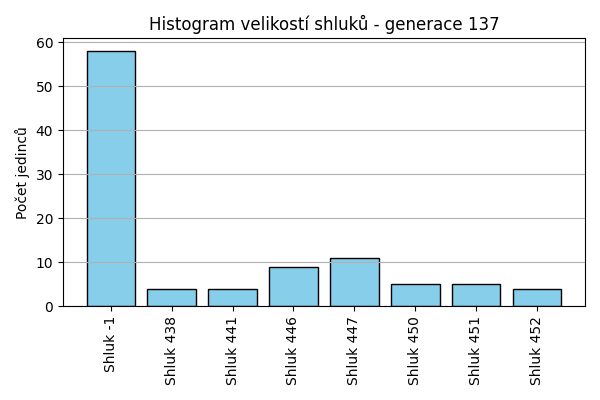 Histogram velikostí shluků - generace 137
Počet jedinců
60
50
40
30
20
10
0
Shluk -1
Shluk 438
Shluk 441
Shluk 446
Shluk 447
Shluk 450
Shluk 451
Shluk 452